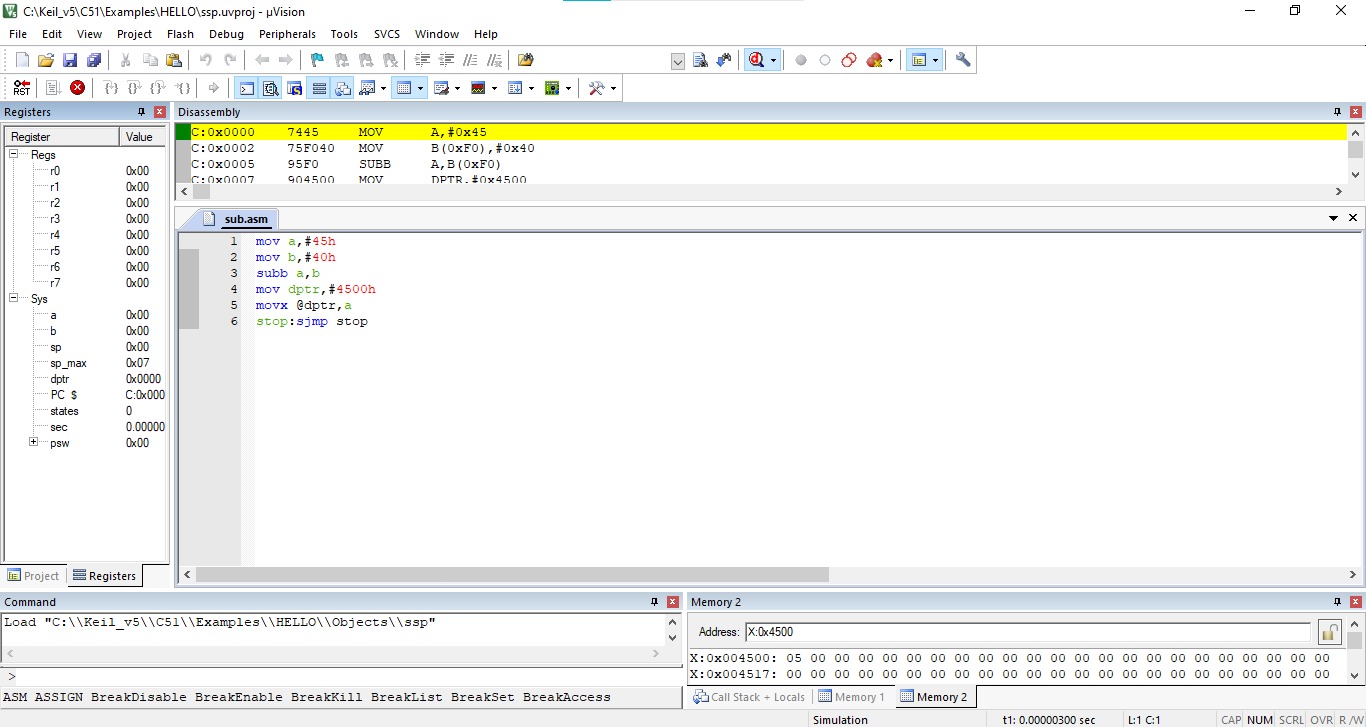 C:\Keil_v5\C51\Examples\HELLO\ssp.uvproj - µVision
File Edit View Project Flash Debug Peripherals Tools SVCS Window Help
RST
Registers
Register Value
Regs
r0 0x00
r1 0x00
r2 0x00
r3 0x00
r4 0x00
r5 0x00
r6 0x00
r7 0x00
Sys
a 0x00
b 0x00
sp 0x00
sp_max 0x07
dptr 0x0000
PC $ C:0x000
states 0
sec 0.00000
psw 0x00
Project Registers
Disassembly
C:0x0000 7445 MOV A,#0x45
C:0x0002 75F040 MOV B(0xF0),#0x40
C:0x0005 95F0 SUBB A,B(0xF0)
C:0x0007 904500 MOV DPTR,#0x4500
sub.asm
1 mov a,#45h
2 mov b,#40h
3 subb a,b
4 mov dptr,#4500h
5 movx @dptr,a
6 stop:sjmp stop
Command
Load "C:\\Keil_v5\\C51\\Examples\\HELLO\\Objects\\ssp"
>
ASM ASSIGN BreakDisable BreakEnable BreakKill BreakList BreakSet BreakAccess
Memory 2
Address: X:0x4500
X:0x004500: 05 00 00 00 00 00 00 00 00 00 00 00 00 00 00 00 00 00 00 00 00 00 00
X:0x004517: 00 00 00 00 00 00 00 00 00 00 00 00 00 00 00 00 00 00 00 00 00 00 00
Call Stack + Locals Memory 1 Memory 2
Simulation t1: 0.00000300 sec L:1 C:1 CAP NUM SCRL OVR R/W